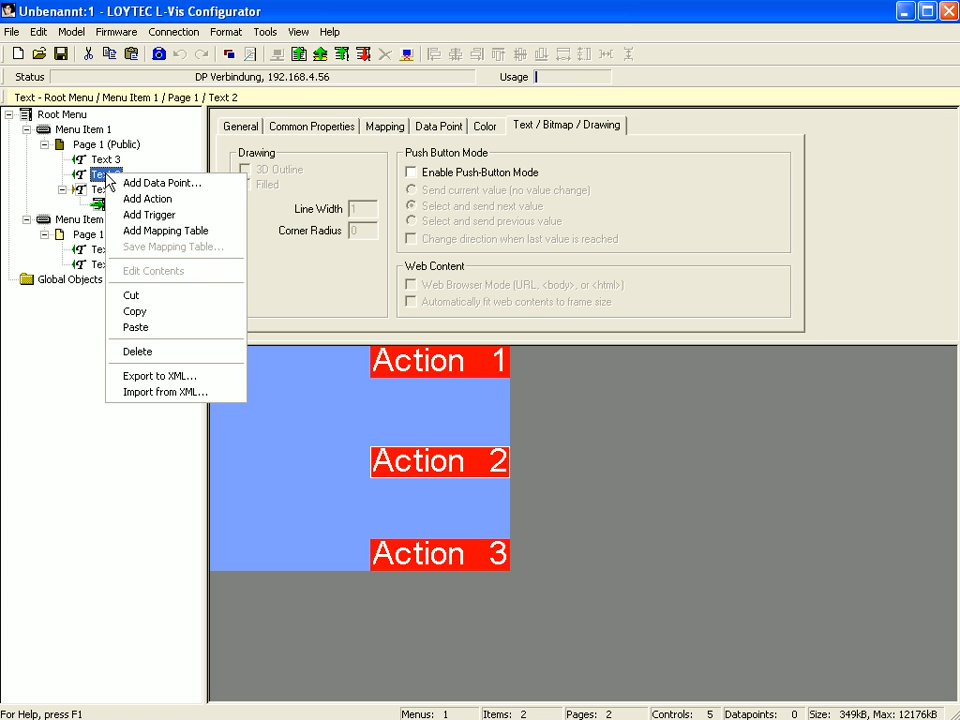 Unbenannt:1 - LOYTEC L-Vis Configurator
File Edit Model Firmware Connection Format Tools View Help
Status DP Verbindung, 192.168.4.56 Usage
Text - Root Menu / Menu Item 1 / Page 1 / Text 2
Root Menu
Menu Item 1
Page 1 (Public)
Text 3
Te
Menu Item
Page 1
Te
Te
Global Objects
Add Data Point...
Add Action
Add Trigger
Add Mapping Table
Save Mapping Table...
Edit Contents
Cut
Copy
Paste
Delete
Export to XML...
Import from XML...
General Common Properties Mapping Data Point Color Text / Bitmap / Drawing
Drawing
3D Outline
Filled
Line Width 1
Corner Radius 0
Push Button Mode
Enable Push-Button Mode
Send current value (no value change)
Select and send next value
Select and send previous value
Change direction when last value is reached
Web Content
Web Browser Mode (URL, <body>, or <html>)
Automatically fit web contents to frame size
Action 1
Action 2
Action 3
For Help, press F1 Menus: 1 Items: 2 Pages: 2 Controls: 5 Datapoints: 0 Size: 349kB, Max: 12176kB